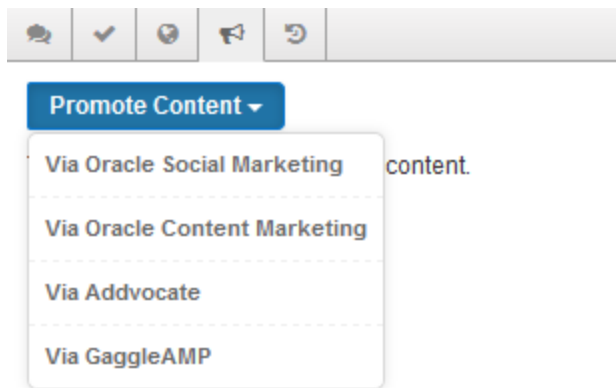 Promote Content
Via Oracle Social Marketing
content.
Via Oracle Content Marketing
Via Addvocate
Via GaggleAMP